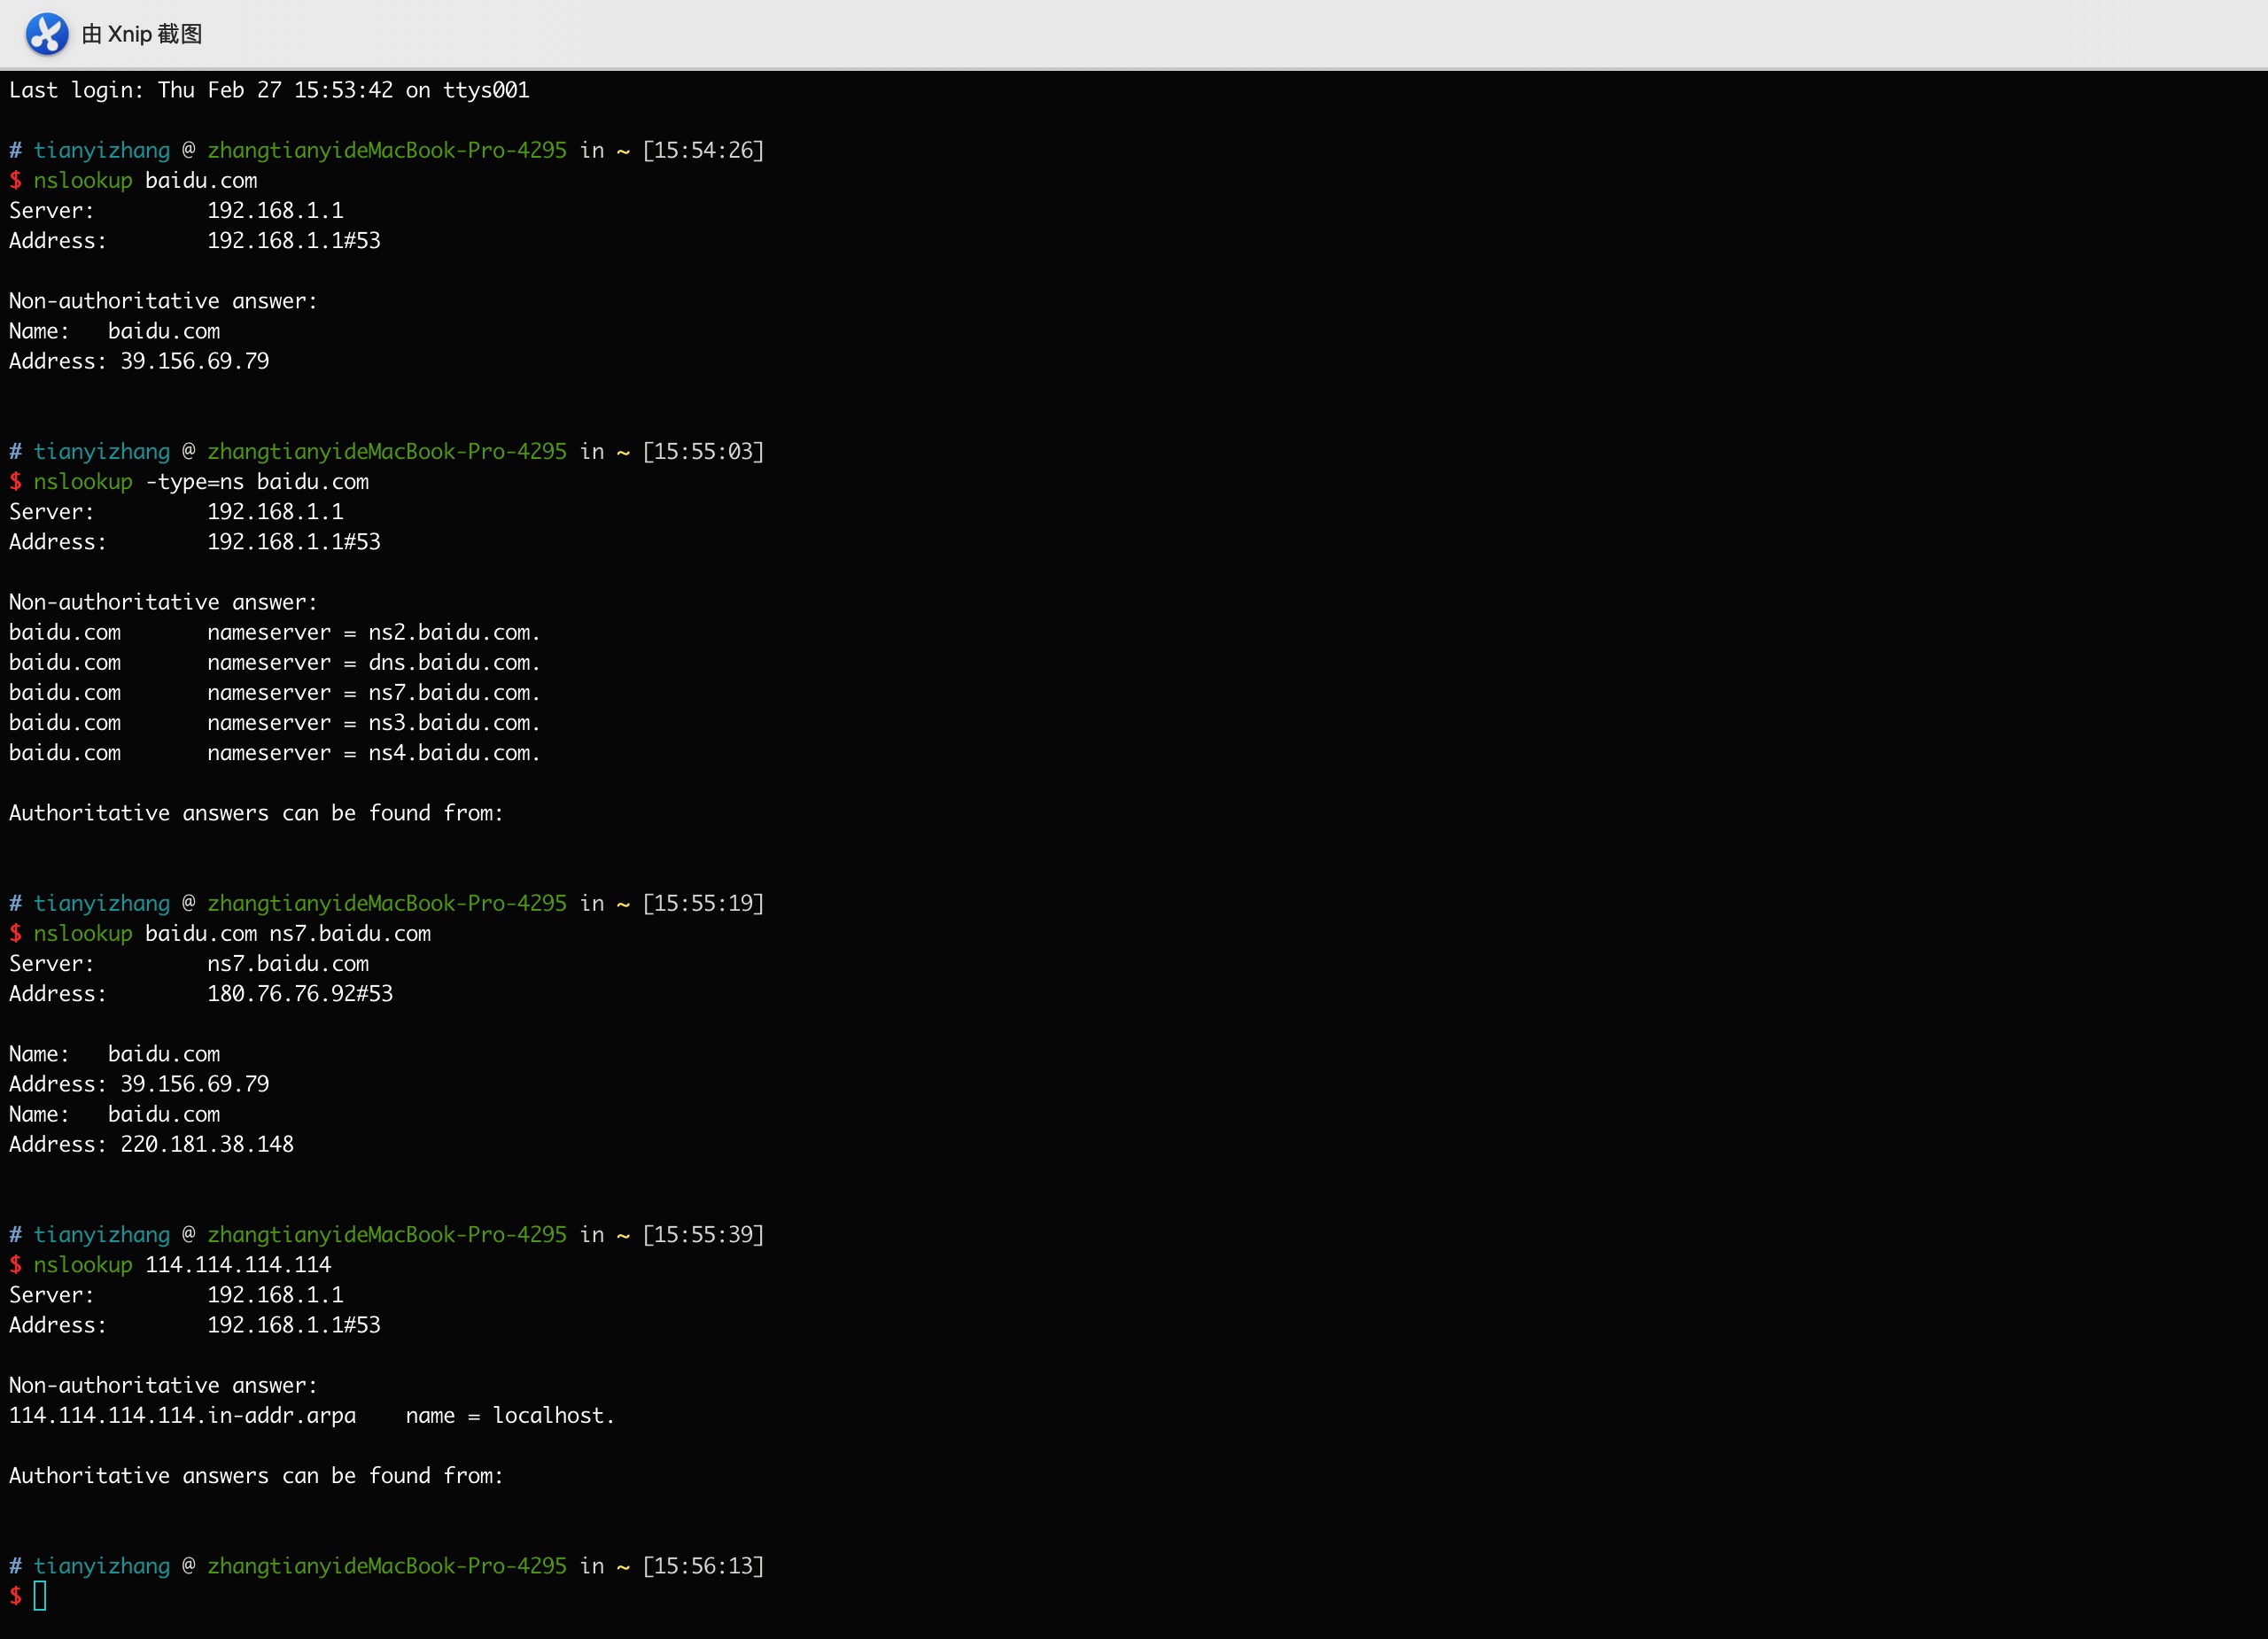 由 Xnip 截图
Last login: Thu Feb 27 15:53:42 on ttys001
# tianyizhang @ zhangtianyideMacBook-Pro-4295 in ~ [15:54:26]
$ nslookup baidu.com
Server: 192.168.1.1
Address: 192.168.1.1#53
Non-authoritative answer:
Name: baidu.com
Address: 39.156.69.79
# tianyizhang @ zhangtianyideMacBook-Pro-4295 in ~ [15:55:03]
$ nslookup -type=ns baidu.com
Server: 192.168.1.1
Address: 192.168.1.1#53
Non-authoritative answer:
baidu.com nameserver = ns2.baidu.com.
baidu.com nameserver = dns.baidu.com.
baidu.com nameserver = ns7.baidu.com.
baidu.com nameserver = ns3.baidu.com.
baidu.com nameserver = ns4.baidu.com.
Authoritative answers can be found from:
# tianyizhang @ zhangtianyideMacBook-Pro-4295 in ~ [15:55:19]
$ nslookup baidu.com ns7.baidu.com
Server: ns7.baidu.com
Address: 180.76.76.92#53
Name: baidu.com
Address: 39.156.69.79
Name: baidu.com
Address: 220.181.38.148
# tianyizhang @ zhangtianyideMacBook-Pro-4295 in ~ [15:55:39]
$ nslookup 114.114.114.114
Server: 192.168.1.1
Address: 192.168.1.1#53
Non-authoritative answer:
114.114.114.114.in-addr.arpa name = localhost.
Authoritative answers can be found from:
# tianyizhang @ zhangtianyideMacBook-Pro-4295 in ~ [15:56:13]
$